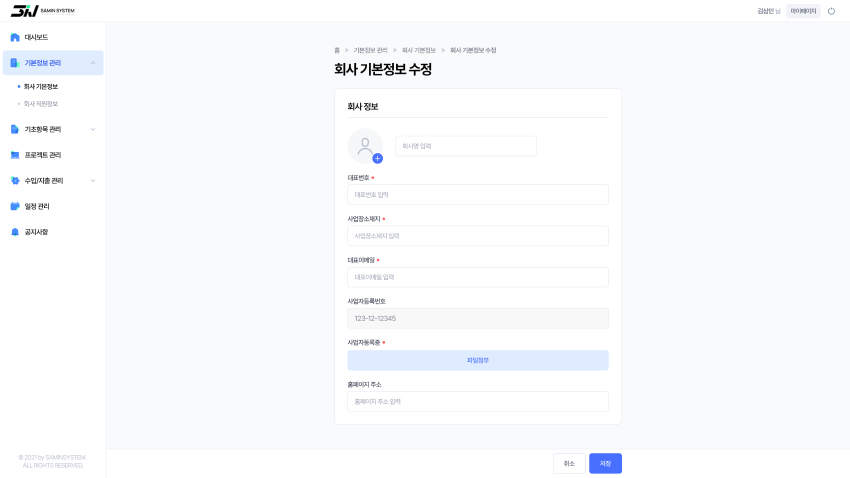 SAMIN SYSTEM
김삼민 님
마이페이지
대시보드
기본정보 관리
회사 기본정보
회사 직원정보
기초항목 관리
프로젝트 관리
수입/지출 관리
일정 관리
공지사항
© 2021 by SAMINSYSTEM.
ALL RIGHTS RESERVED.
홈 > 기본정보 관리 > 회사 기본정보 > 회사 기본정보 수정
회사 기본정보 수정
회사 정보
회사명 입력
대표번호 *
대표번호 입력
사업장소재지 *
사업장소재지 입력
대표이메일 *
대표이메일 입력
사업자등록번호
123-12-12345
사업자등록증 *
파일첨부
홈페이지 주소
홈페이지 주소 입력
취소
저장